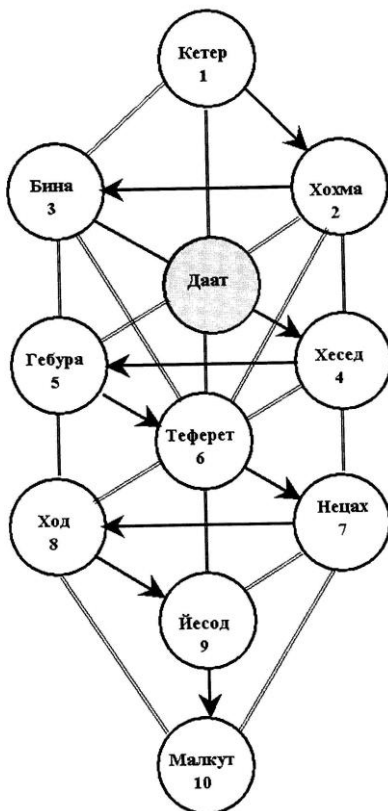 Кетер
1
Бина
3
Хохма
2
Даат
Гебура
5
Хесед
4
Теферет
6
Ход
8
Нецах
7
Йесод
9
Малкут
10